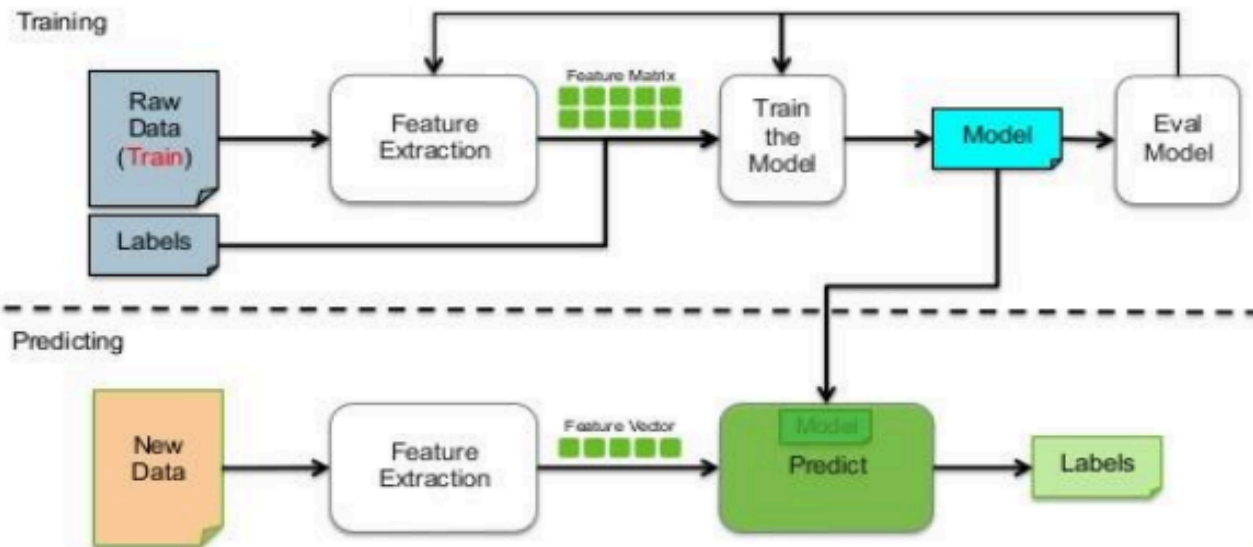 Training
Raw
Data
(Train)
Labels
Feature
Extraction
Feature Matrix
Train
the
Model
Model
Eval
Model
Predicting
New
Data
Feature
Extraction
Feature Vector
Model
Predict
Labels